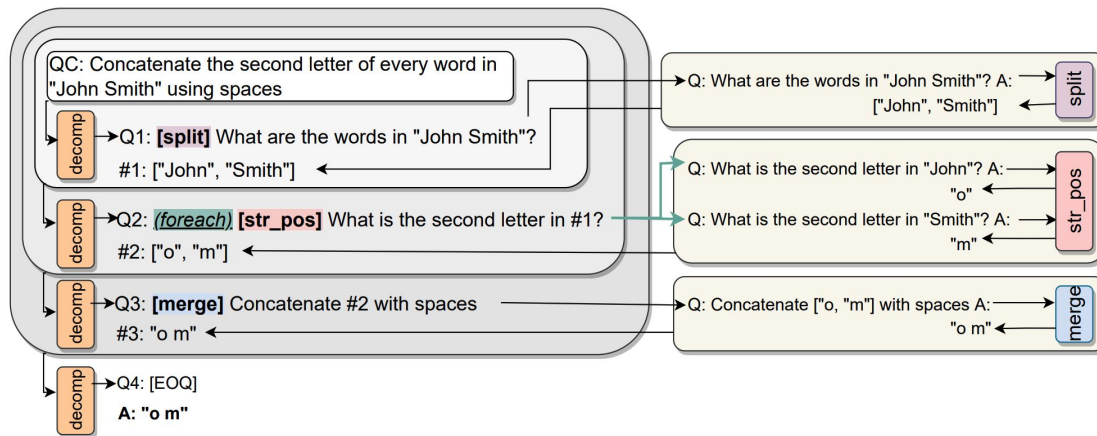 QC: Concatenate the second letter of every word in
"John Smith" using spaces
decomp
Q1: [split] What are the words in "John Smith"?
#1: ["John", "Smith"]
Q: What are the words in "John Smith"? A:
["John", "Smith"]
split
decomp
Q2: (foreach) [str_pos] What is the second letter in #1?
#2: ["o", "m"]
Q: What is the second letter in "John"? A:
"o"
Q: What is the second letter in "Smith"? A:
"m"
str_pos
decomp
Q3: [merge] Concatenate #2 with spaces
#3: "o m"
Q: Concatenate ["o, "m"] with spaces A:
"o m"
merge
decomp
Q4: [EOQ]
A: "o m"